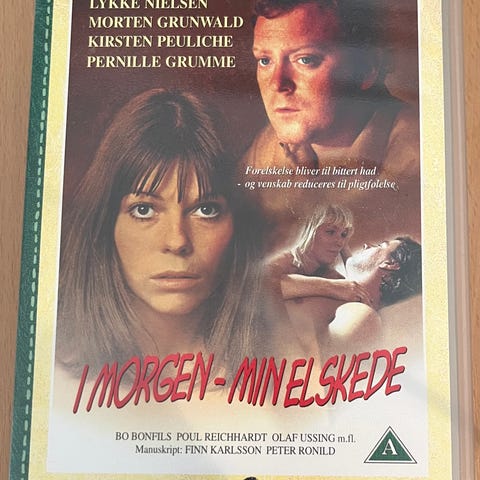 LYKKE NIELSEN
MORTEN GRUNWALD
KIRSTEN PEULICHE
PERNILLE GRUMME
Forelskelse bliver til bittert had
- og venskab reduceres til pligtfølelse
I MORGEN - MIN ELSKEDE
BO BONFILS POUL REICHHARDT OLAF USSING m.fl.
Manuskript: FINN KARLSSON PETER RONILD
A